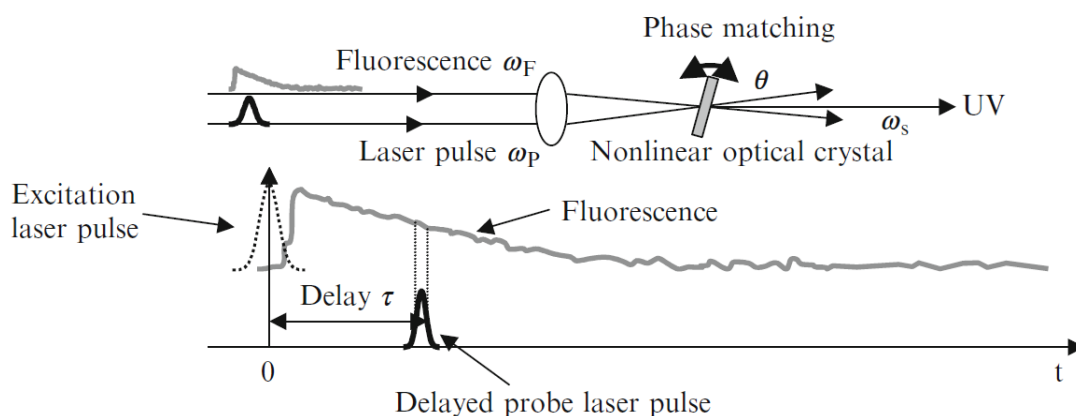 Phase matching
Fluorescence ωF
θ
UV
ωs
Laser pulse ωP
Nonlinear optical crystal
Excitation
laser pulse
Fluorescence
Delay τ
0
t
Delayed probe laser pulse